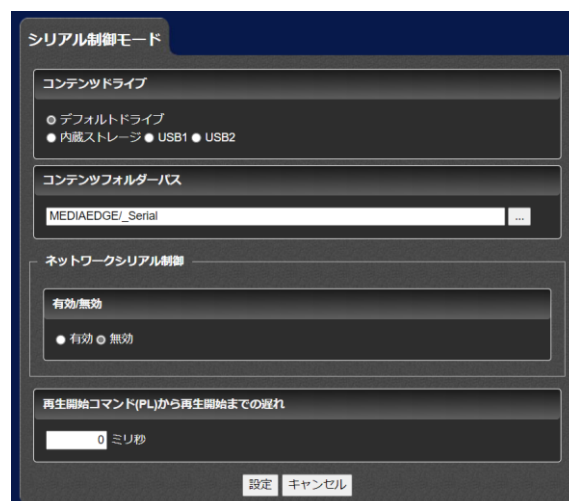 シリアル制御モード
コンテンツドライブ
デフォルトドライブ
内蔵ストレージ USB1 USB2
コンテンツフォルダーパス
MEDIAEDGE/_Serial ...
ネットワークシリアル制御
有効/無効
有効 無効
再生開始コマンド(PL)から再生開始までの遅れ
0 ミリ秒
設定 キャンセル